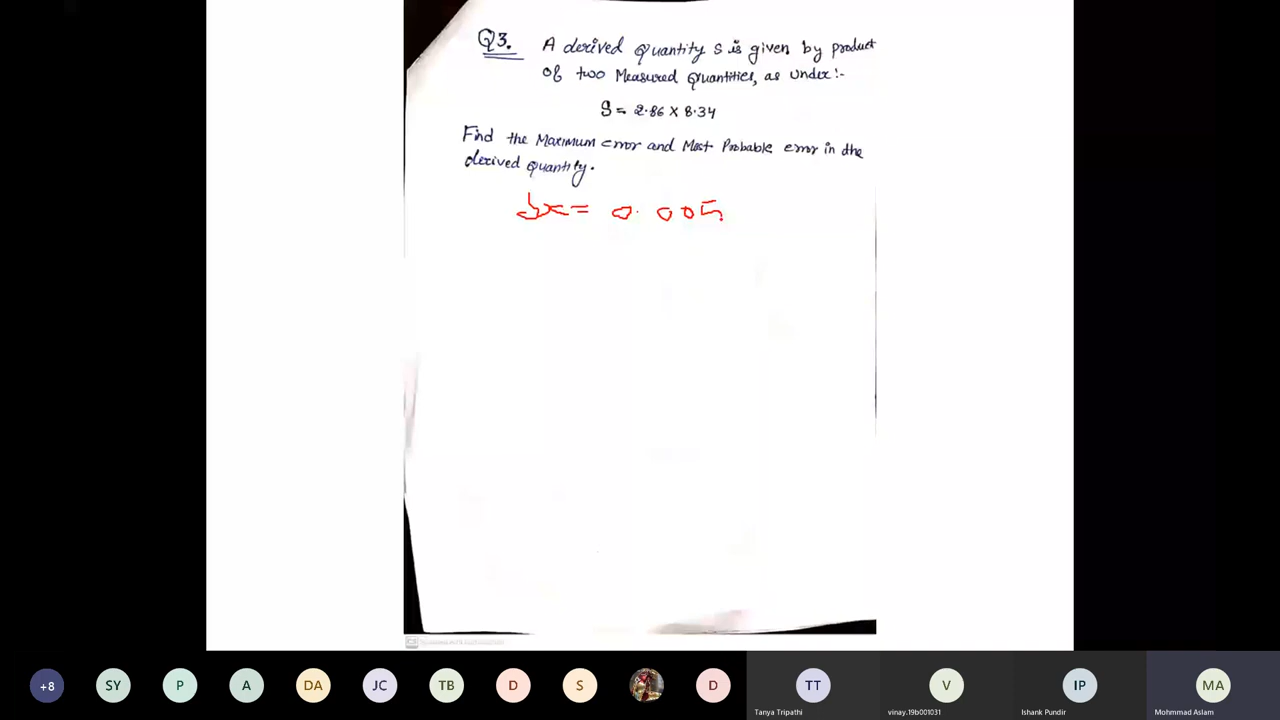 Q3. A derived quantity S is given by product
of two Measured Quantities, as under:-
S = 2.86 × 8.34
Find the Maximum error and Most Probable error in the
derived quantity.
δx = 0.005
+8
SY
P
A
DA
JC
TB
D
S
D
TT
V
IP
MA
Tanya Tripathi
vinay.19b001031
Ishank Pundir
Mohmmad Aslam